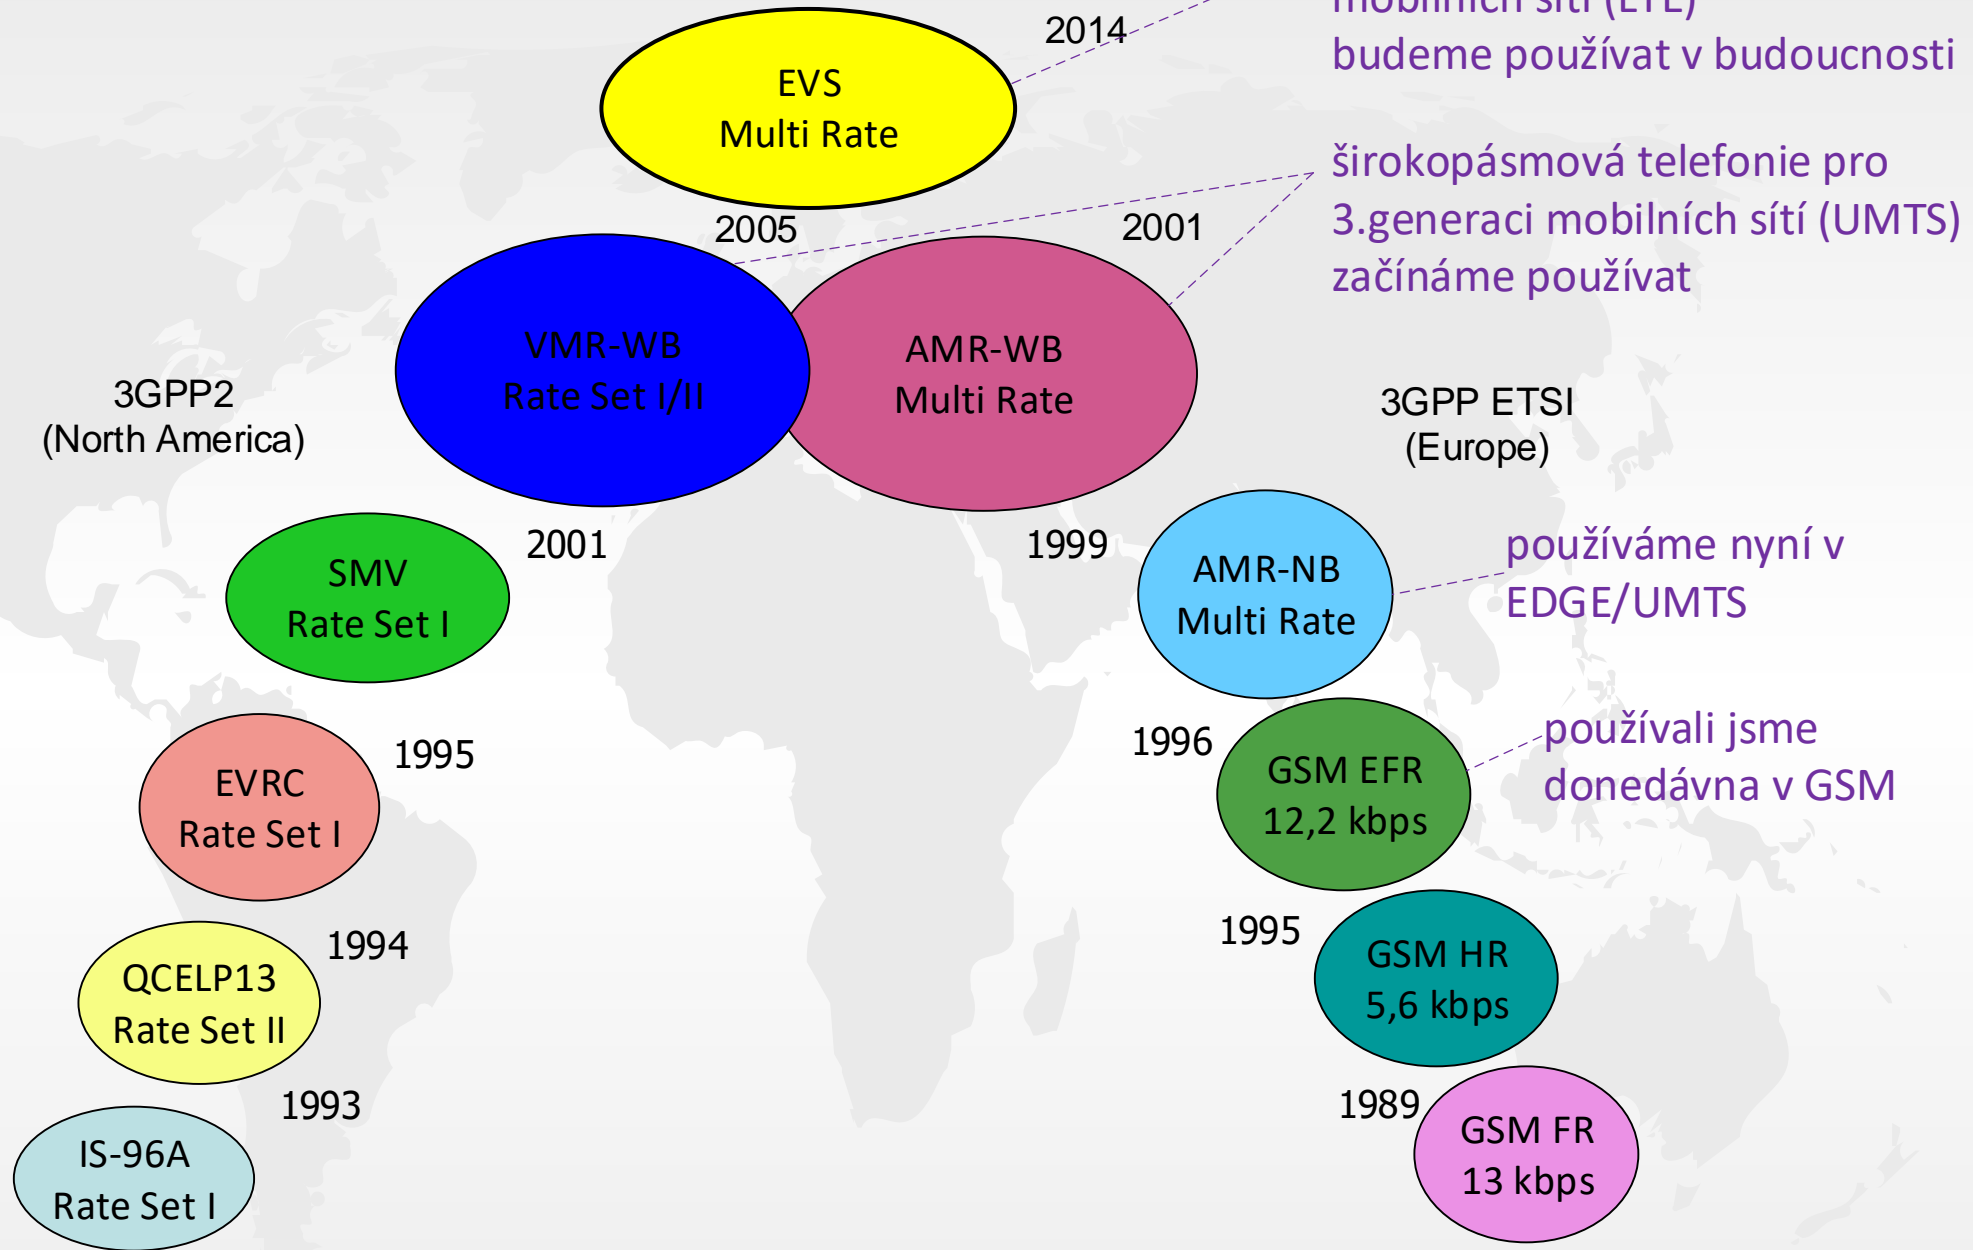 mobilních sítí (LTE)
budeme používat v budoucnosti
2014
EVS
Multi Rate
širokopásmová telefonie pro
3.generaci mobilních sítí (UMTS)
začínáme používat
2005
2001
VMR-WB
Rate Set I/II
AMR-WB
Multi Rate
3GPP2
(North America)
3GPP ETSI
(Europe)
2001
SMV
Rate Set I
1999
AMR-NB
Multi Rate
používáme nyní v
EDGE/UMTS
1995
EVRC
Rate Set I
1996
GSM EFR
12,2 kbps
používali jsme
donedávna v GSM
1994
QCELP13
Rate Set II
1995
GSM HR
5,6 kbps
1993
IS-96A
Rate Set I
1989
GSM FR
13 kbps